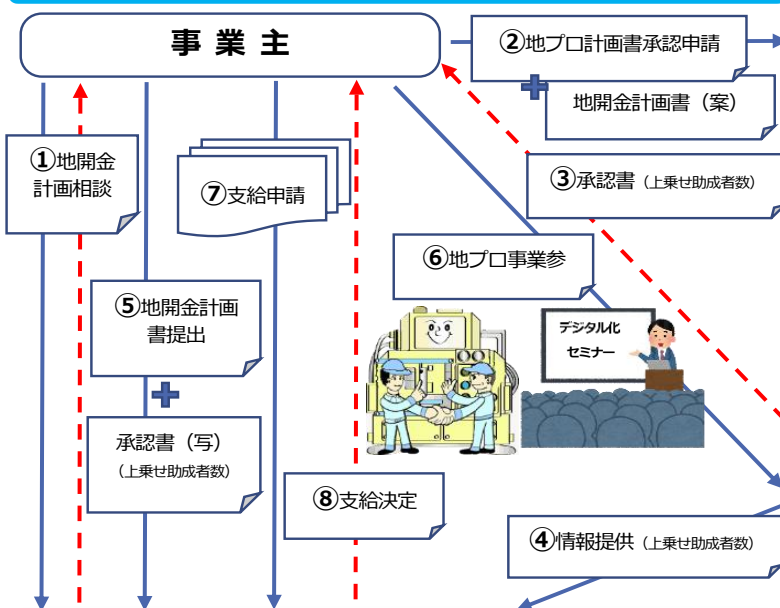 事業主
②地プロ計画書承認申請
地開金計画書（案）
①地開金
計画相談
③承認書（上乗せ助成者数）
⑦支給申請
⑥地プロ事業参
⑤地開金計画
書提出
デジタル化
セミナー
承認書（写）
（上乗せ助成者数）
⑧支給決定
④情報提供（上乗せ助成者数）